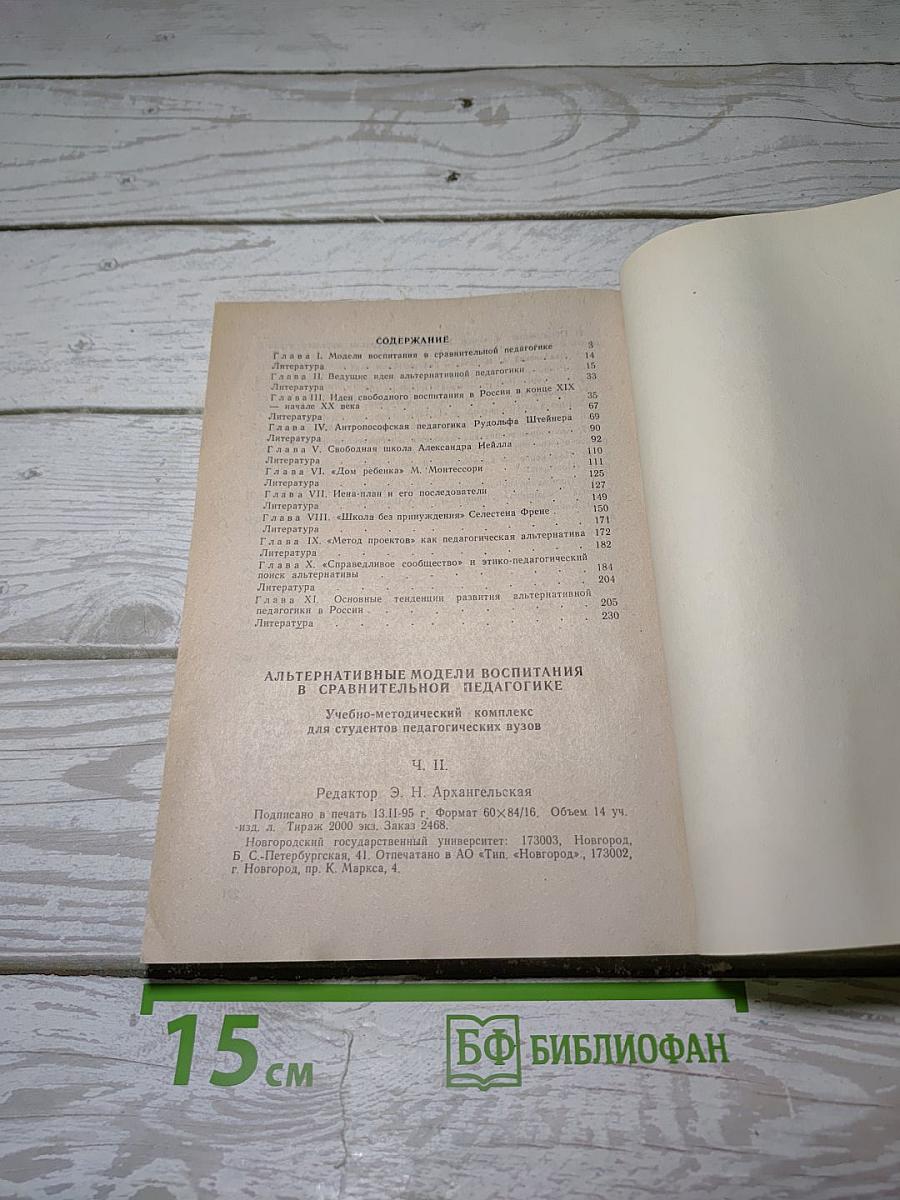 СОДЕРЖАНИЕ
Глава I. Модели воспитания в сравнительной педагогике 3
Литература . . . . . . . . . . 14
Глава II. Ведущие идеи альтернативной педагогики . . . 15
Литература . . . . . . . . . . 33
Глава III. Идеи свободного воспитания в России в конце XIX
— начале XX века . . . . . . . . . 35
Литература . . . . . . . . . . 67
Глава IV. Антропософская педагогика Рудольфа Штейнера 69
Литература . . . . . . . . . . 90
Глава V. Свободная школа Александра Нейлла . . . 92
Литература . . . . . . . . . . 110
Глава VI. «Дом ребенка» М. Монтессори . . . . 111
Литература . . . . . . . . . . 125
Глава VII. Иена-план и его последователи . . . . 127
Литература . . . . . . . . . . 149
Глава VIII. «Школа без принуждения» Селестена Френе . 150
Литература . . . . . . . . . . 171
Глава IX. «Метод проектов» как педагогическая альтернатива 172
Литература . . . . . . . . . . 182
Глава X. «Справедливое сообщество» и этико-педагогический
поиск альтернативы . . . . . . . . . 184
Литература . . . . . . . . . . 204
Глава XI. Основные тенденции развития альтернативной
педагогики в России . . . . . . . . . 205
Литература . . . . . . . . . . 230
АЛЬТЕРНАТИВНЫЕ МОДЕЛИ ВОСПИТАНИЯ
В СРАВНИТЕЛЬНОЙ ПЕДАГОГИКЕ
Учебно-методический комплекс
для студентов педагогических вузов
Ч. II.
Редактор Э. Н. Архангельская
Подписано в печать 13.II-95 г. Формат 60×84/16. Объем 14 уч.
-изд. л. Тираж 2000 экз. Заказ 2468.
Новгородский государственный университет: 173003, Новгород,
Б. С.-Петербургская, 41. Отпечатано в АО «Тип. «Новгород»., 173002,
г. Новгород, пр. К. Маркса, 4.
15 см
БФ БИБЛИОФАН